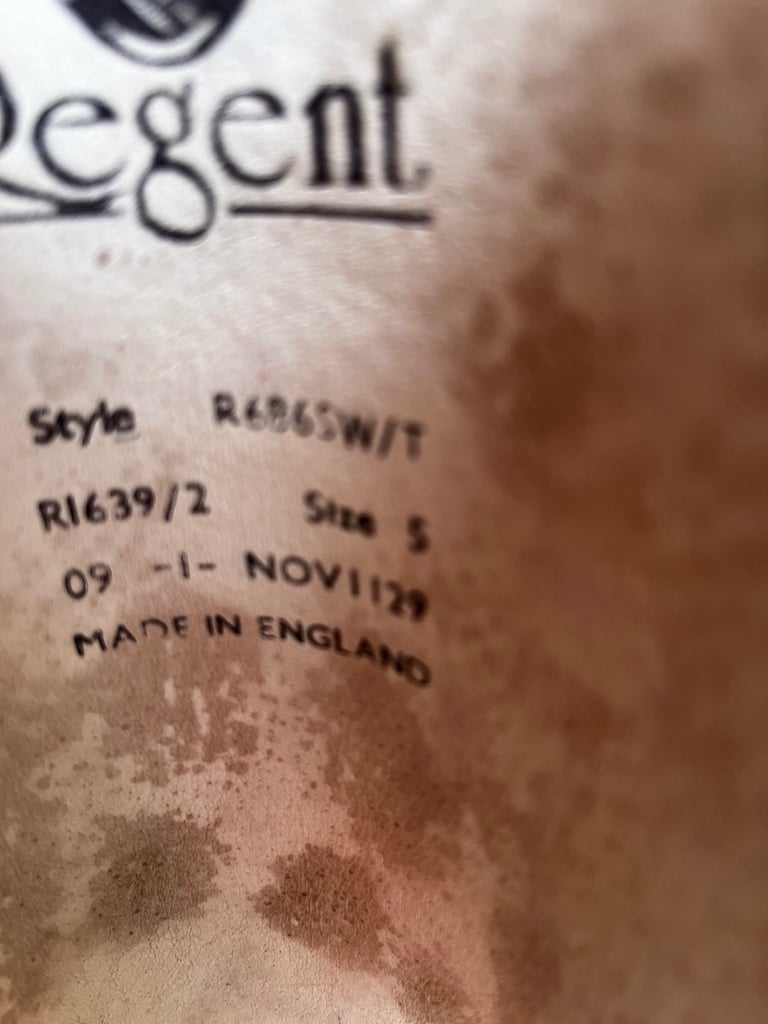 Regent
Style R6865W/T
R1639/2 Size 5
09 -1- NOV1129
MADE IN ENGLAND